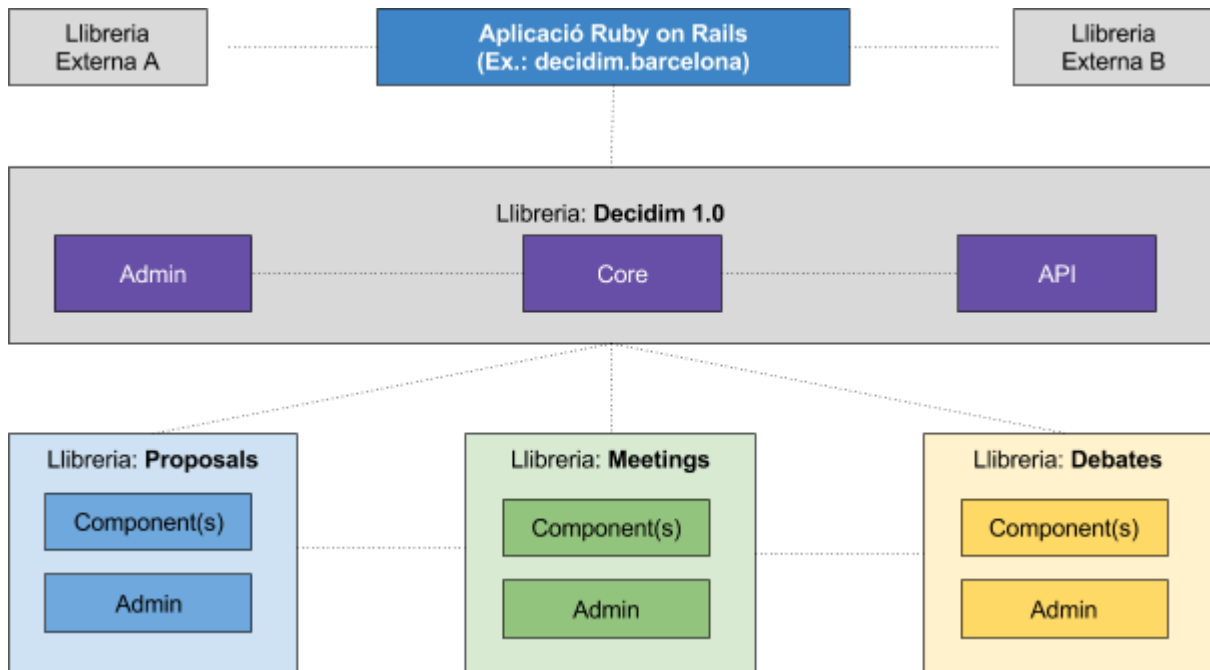 Llibreria
Externa A
Aplicació Ruby on Rails
(Ex.: decidim.barcelona)
Llibreria
Externa B
Llibreria: Decidim 1.0
Admin
Core
API
Llibreria: Proposals
Component(s)
Admin
Llibreria: Meetings
Component(s)
Admin
Llibreria: Debates
Component(s)
Admin